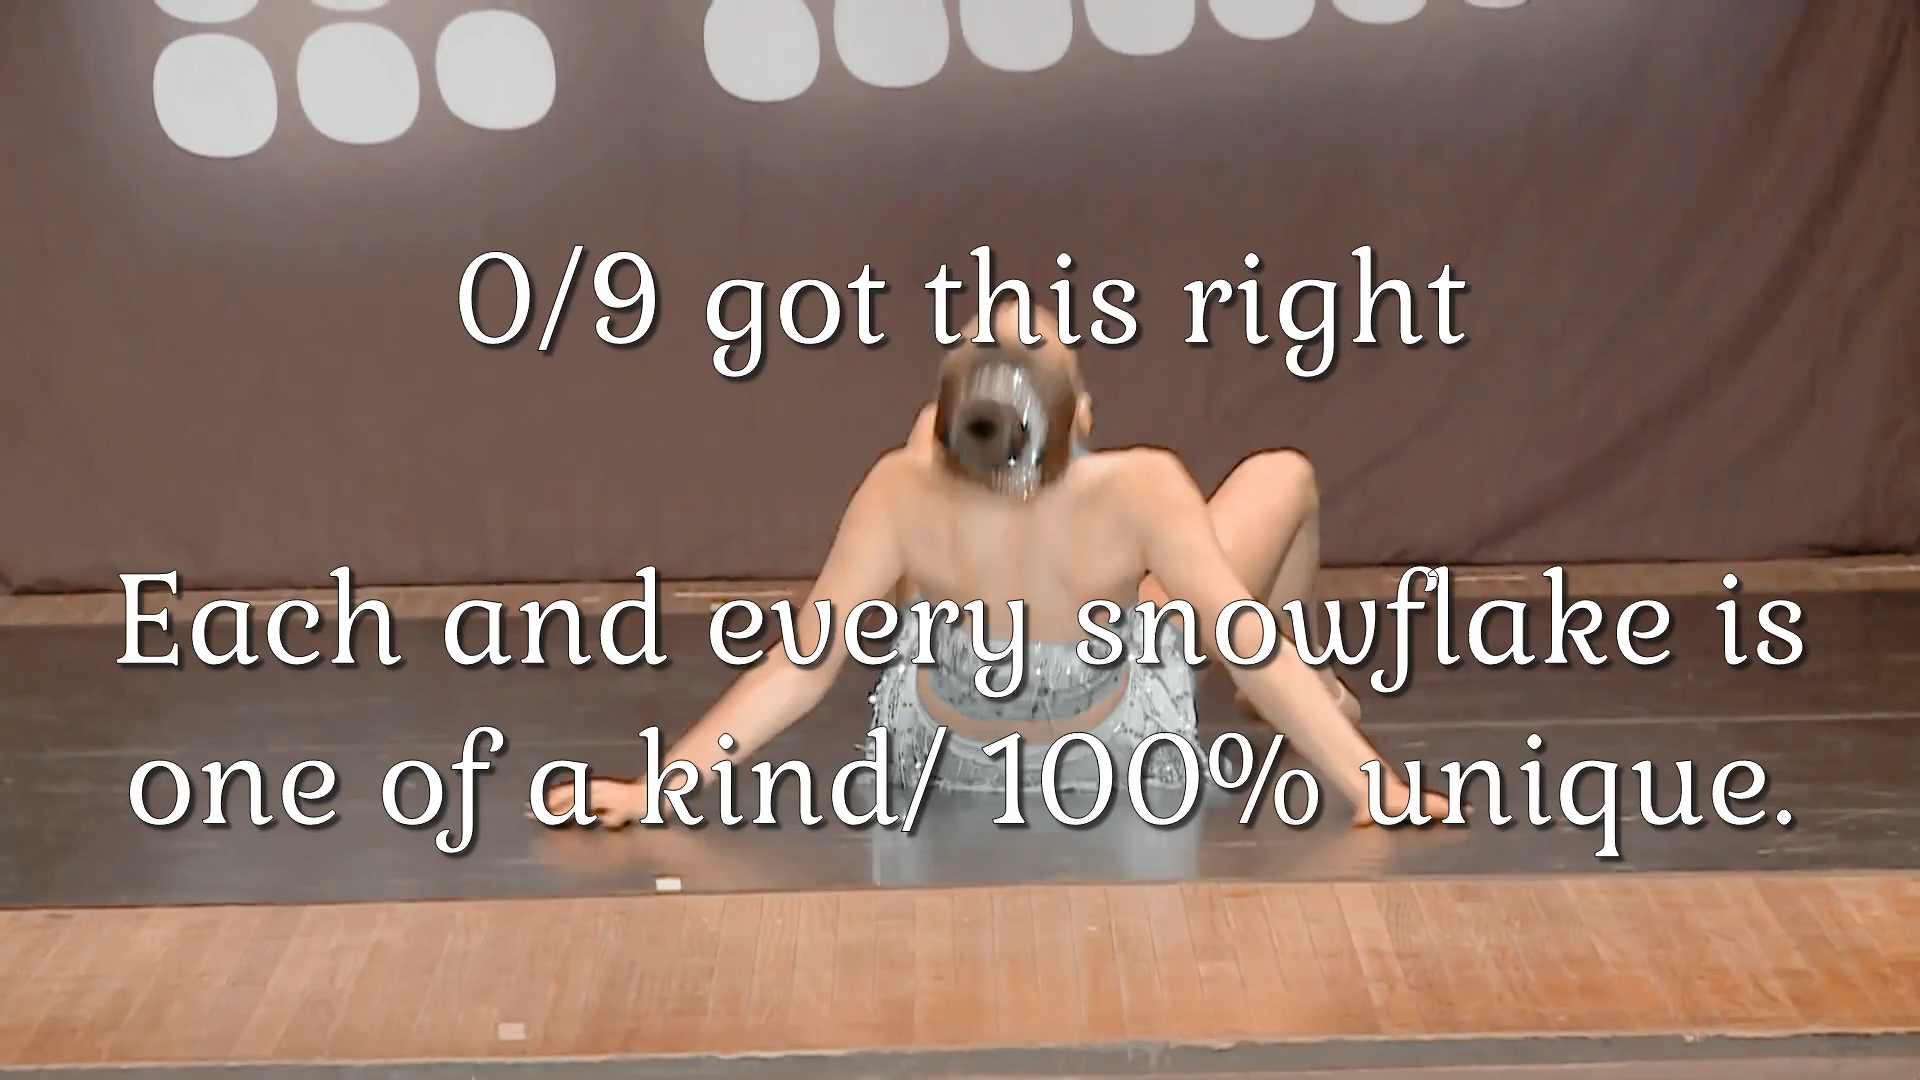 0/9 got this right
Each and every snowflake is
one of a kind/ 100% unique.